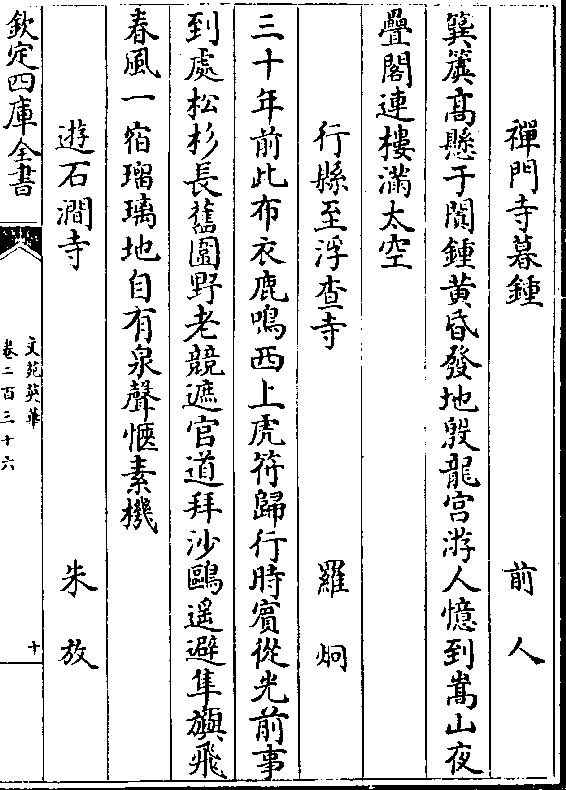 禪門寺暮鍾　前人
簨簴高懸于闐鍾黄昏發地殷龍宫游人憶到嵩山夜
疊閣連樓滿太空
行縣至浮查寺　羅炯
三十年前此布衣鹿鳴西上虎符歸行時賓從光前事
到處松杉長舊圍野老競遮官道拜沙鷗遥避隼旟飛
春風一宿瑠璃地自有泉聲愜素機
遊石澗寺　朱放
欽定四庫全書
文苑英華
卷二百三十六
十